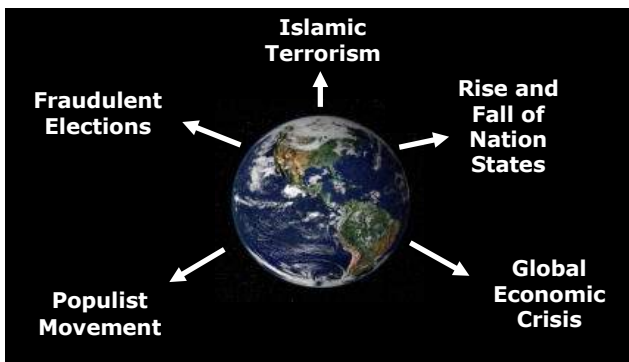 Islamic
Terrorism
Fraudulent
Elections
Rise and
Fall of
Nation
States
Populist
Movement
Global
Economic
Crisis